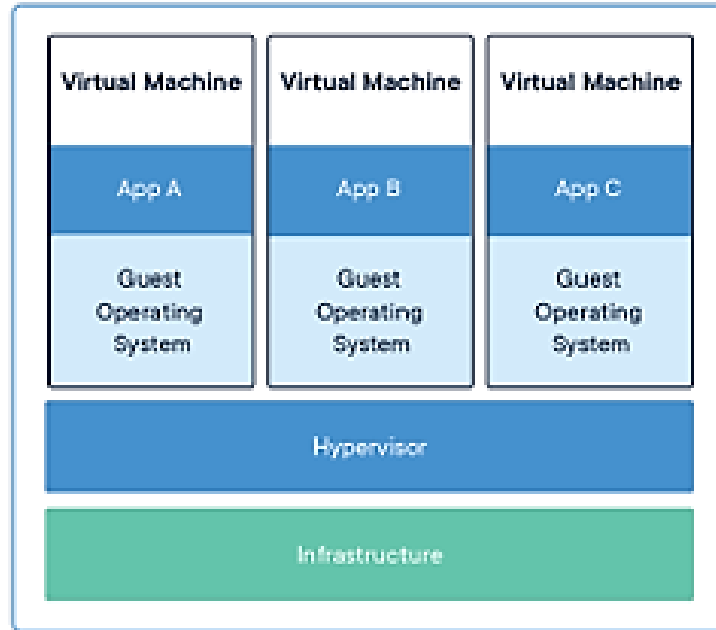 Virtual Machine
Virtual Machine
Virtual Machine
App A
App B
App C
Guest
Operating
System
Guest
Operating
System
Guest
Operating
System
Hypervisor
Infrastructure